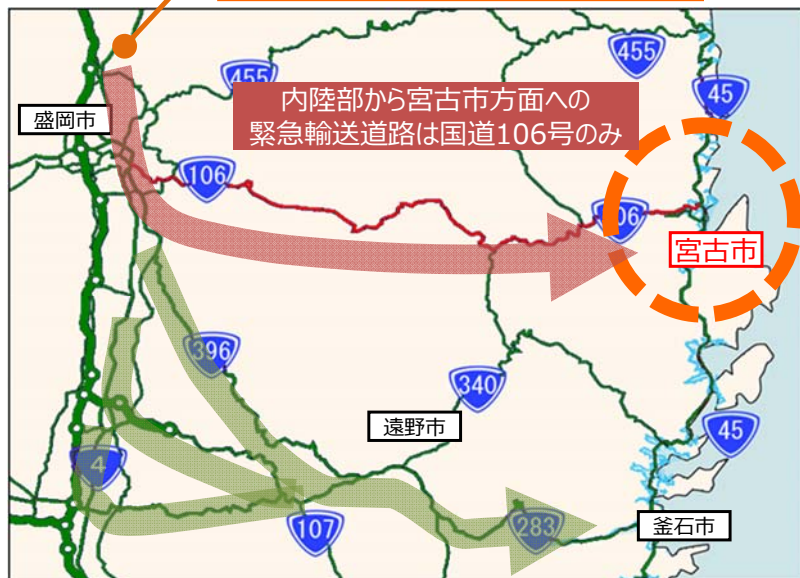 455
455
45
内陸部から宮古市方面への
緊急輸送道路は国道106号のみ
盛岡市
106
106
宮古市
396
340
遠野市
45
4
107
283
釜石市